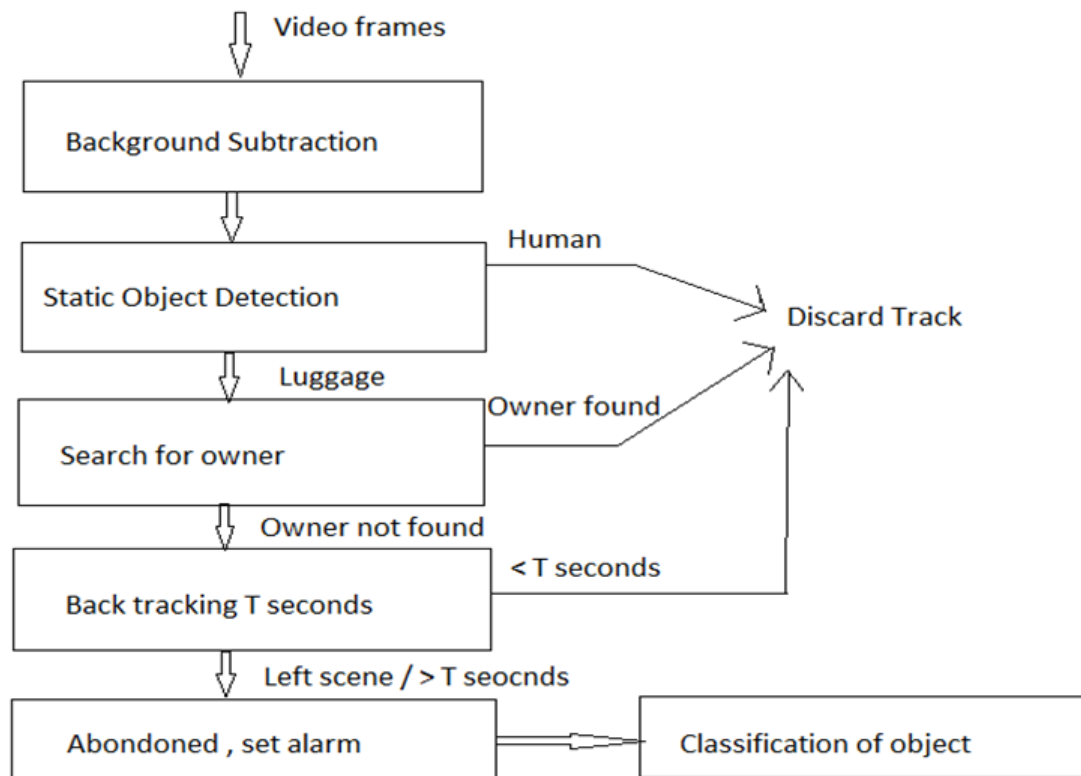 Video frames
Background Subtraction
Human
Static Object Detection
Discard Track
Luggage
Owner found
Search for owner
Owner not found
< T seconds
Back tracking T seconds
Left scene / > T seocnds
Abondoned , set alarm
Classification of object